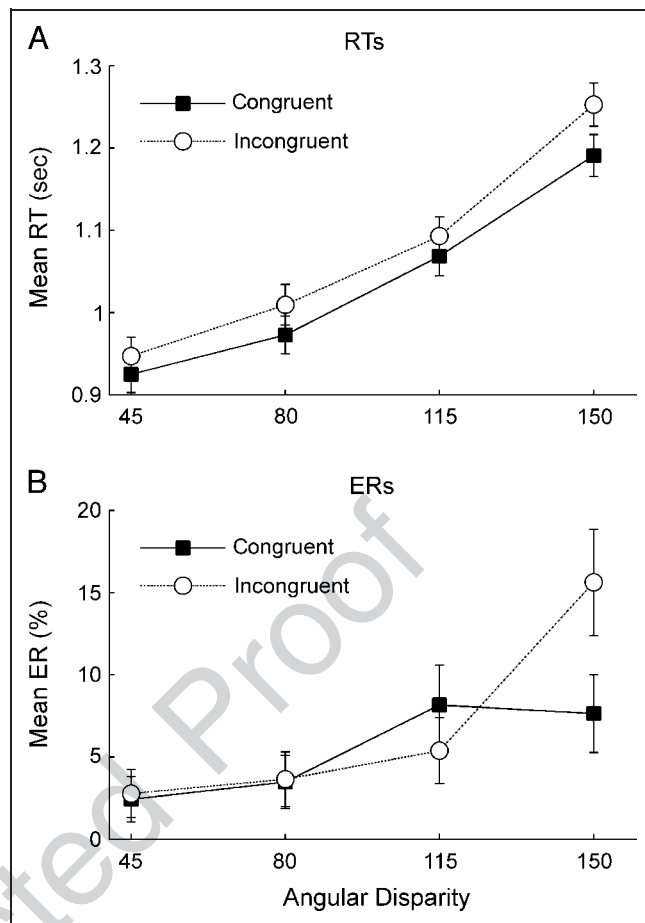 A
RTs
1.3
1.2
1.1
1
0.9
Mean RT (sec)
Congruent
Incongruent
45 80 115 150
B
ERs
20
15
10
5
0
Mean ER (%)
Congruent
Incongruent
45 80 115 150
Angular Disparity
Proof